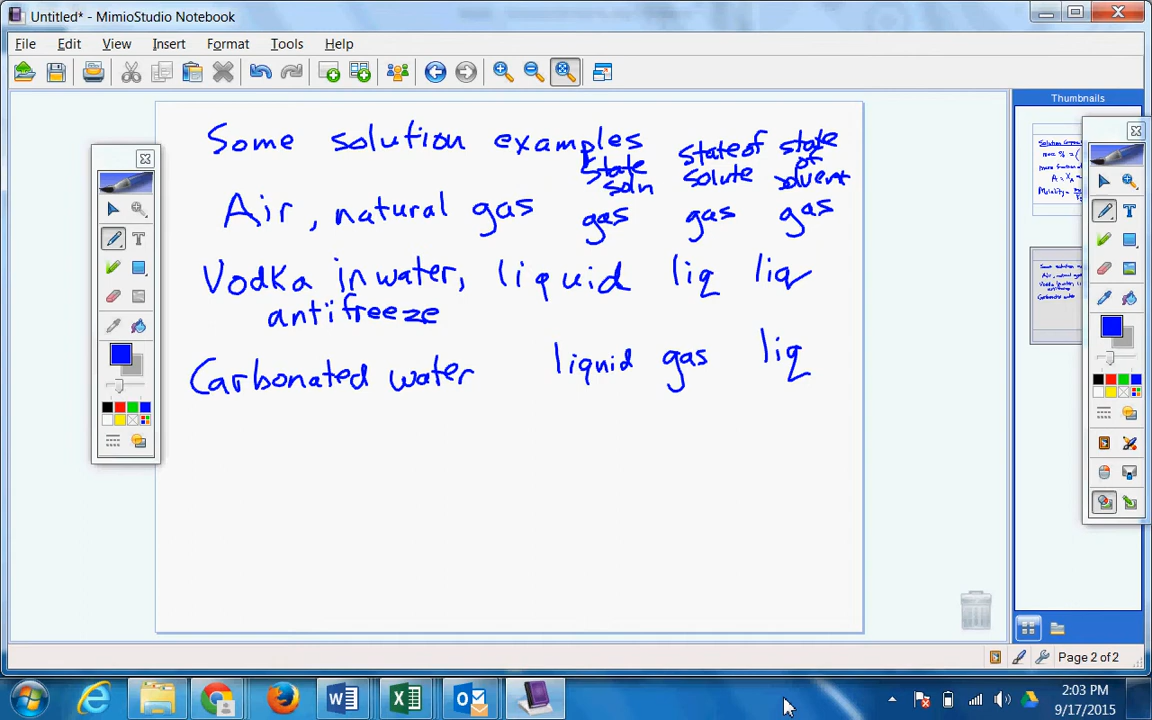 Untitled* - MimioStudio Notebook
File Edit View Insert Format Tools Help
Thumbnails
Some solution examples
state soln
state of solute
state of solvent
Air, natural gas gas gas gas
Vodka in water, liquid liq liq
antifreeze
Carbonated water liquid gas liq
Page 2 of 2
2:03 PM
9/17/2015